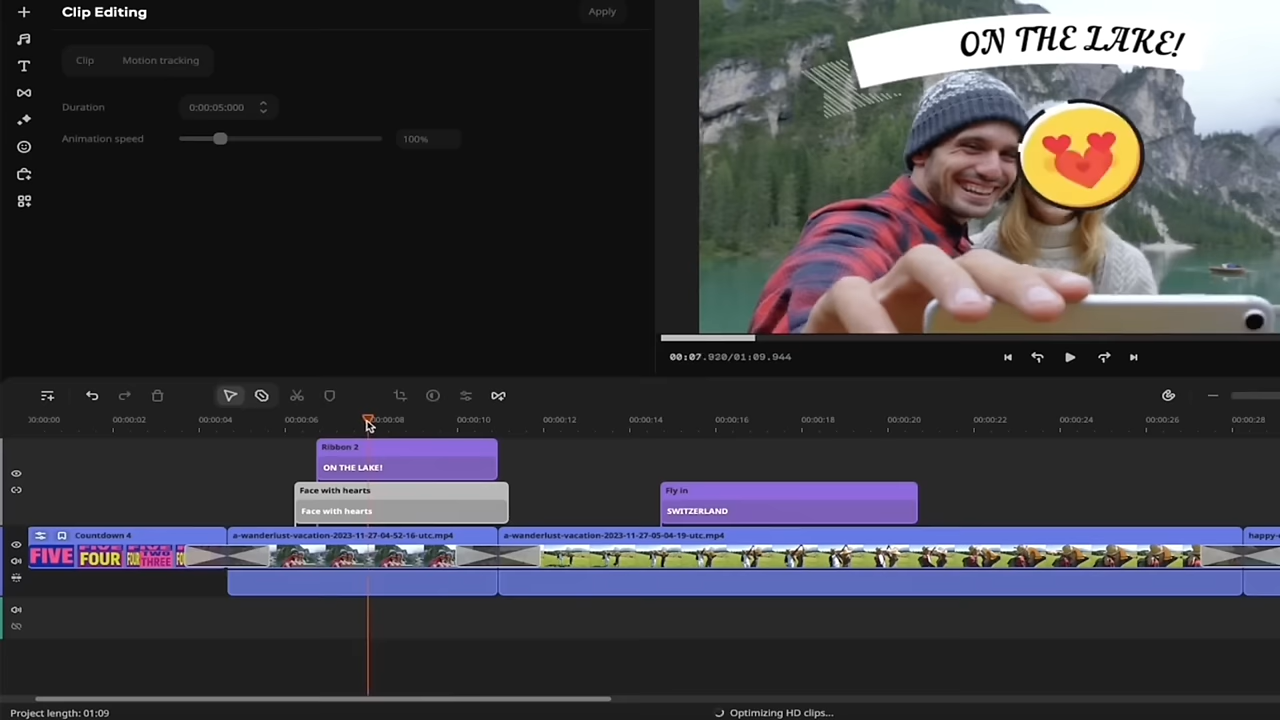 Clip Editing
Apply
Clip
Motion tracking
Duration
0:00:05:000
Animation speed
100%
ON THE LAKE!
00:07.920/01:09.944
00:00:02
00:00:04
00:00:06
00:00:08
00:00:10
00:00:12
00:00:14
00:00:16
00:00:18
00:00:20
00:00:22
00:00:24
00:00:26
00:00:28
Ribbon 2
ON THE LAKE!
Face with hearts
Face with hearts
Fly in
SWITZERLAND
Countdown 4
a-wanderlust-vacation-2023-11-27-04-52-16-utc.mp4
a-wanderlust-vacation-2023-11-27-05-04-19-utc.mp4
happy-
FIVE
FOUR
FOUR
TWO
THREE
Project length: 01:09
Optimizing HD clips...